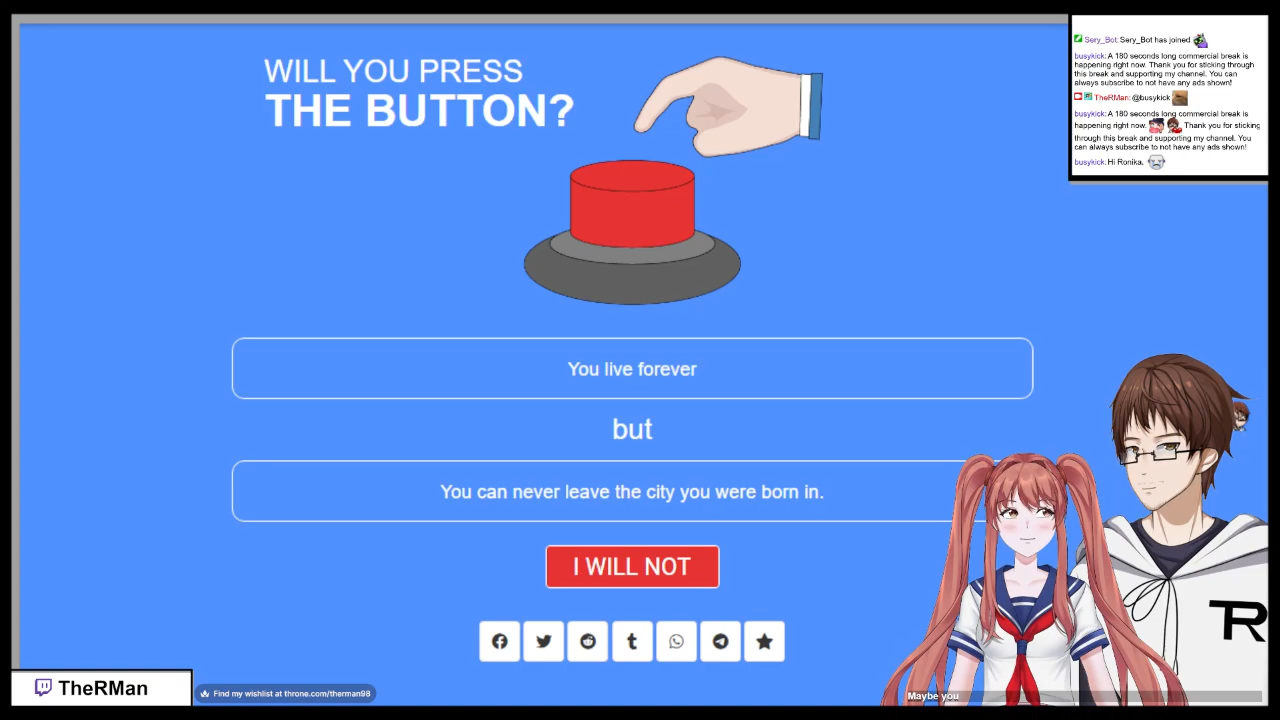 WILL YOU PRESS
THE BUTTON?
You live forever
but
You can never leave the city you were born in.
I WILL NOT
Sery_Bot: Sery_Bot has joined
busykick: A 180 seconds long commercial break is
happening right now. Thank you for sticking through
this break and supporting my channel. You can
always subscribe to not have any ads shown!
TheRMan: @busykick
busykick: A 180 seconds long commercial break is
happening right now. Thank you for sticking
through this break and supporting my channel. You
can always subscribe to not have any ads shown!
busykick: Hi Ronika.
TR
TheRMan
Find my wishlist at throne.com/therman98
Maybe you